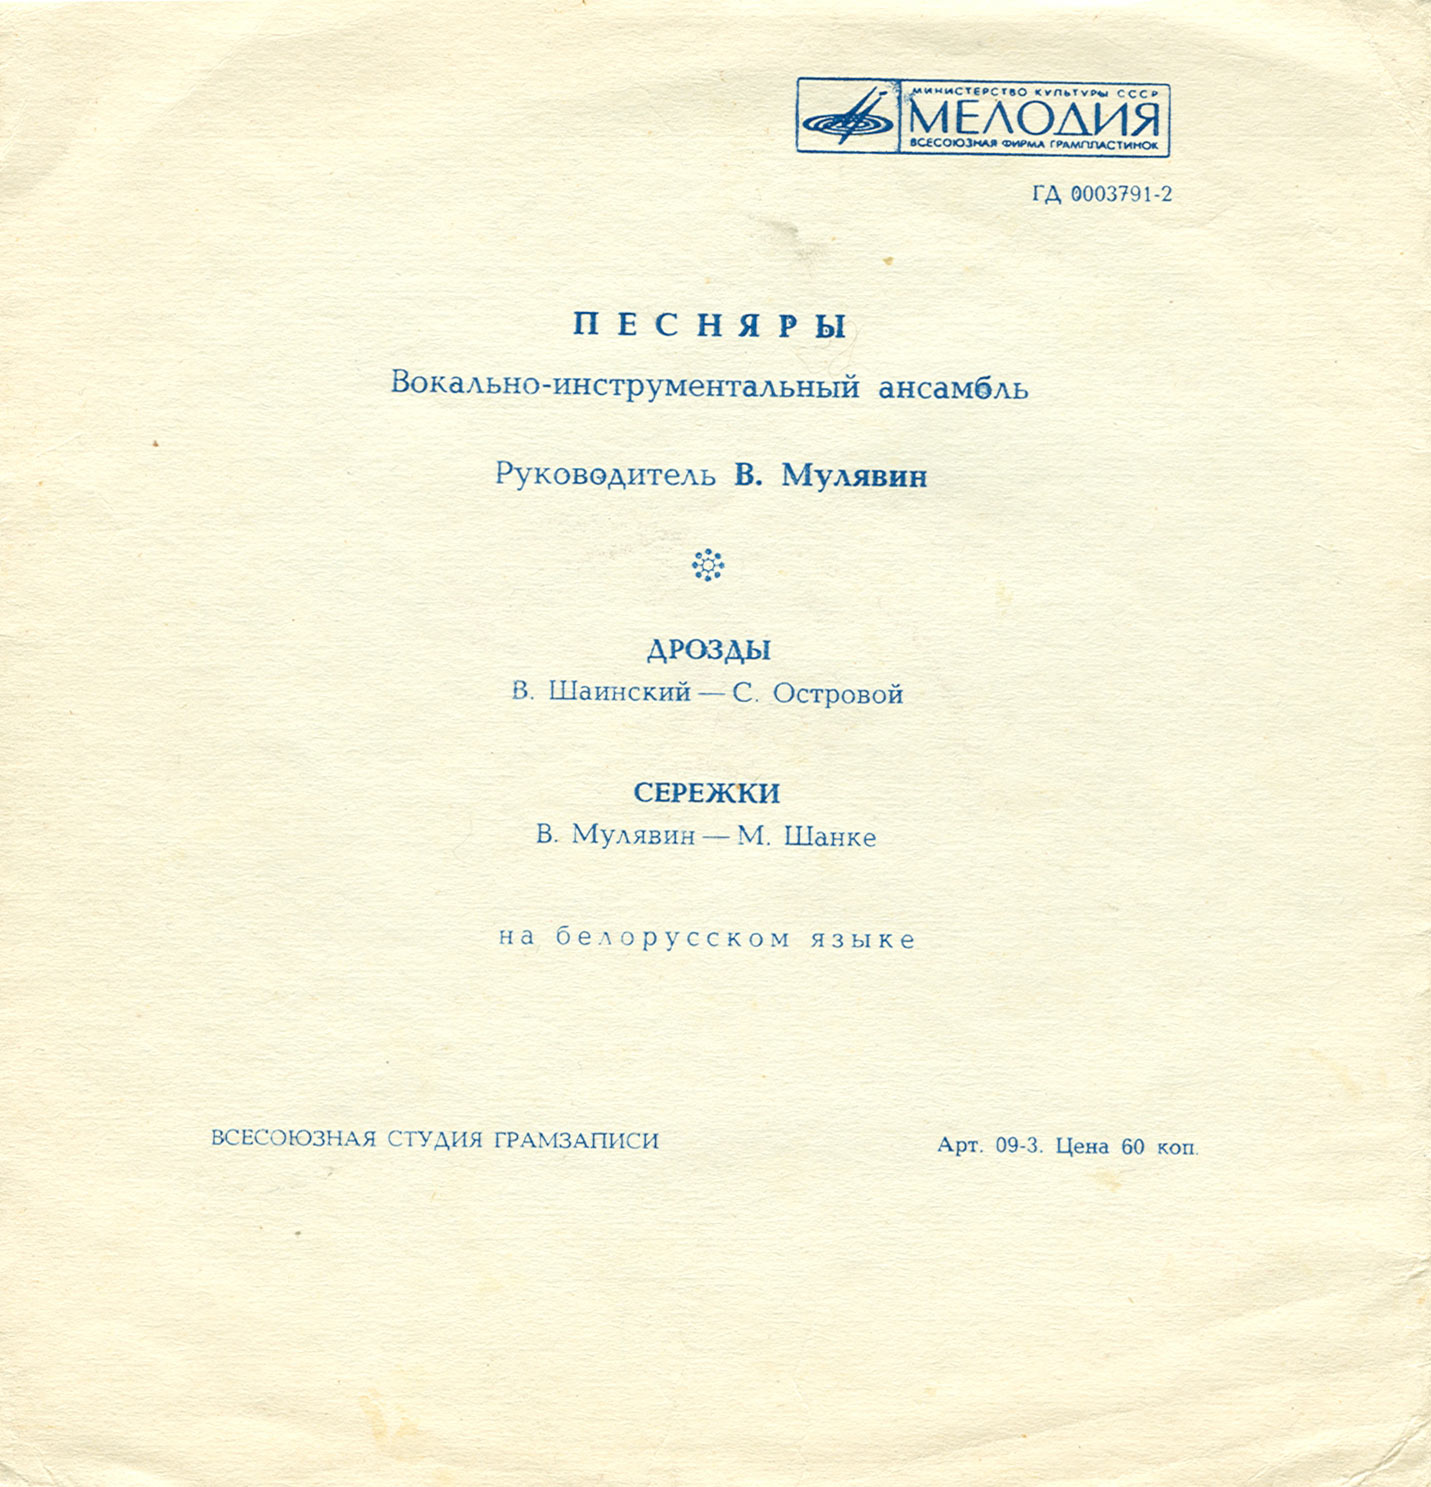 МИНИСТЕРСТВО КУЛЬТУРЫ СССР
МЕЛОДИЯ
ВСЕСОЮЗНАЯ ФИРМА ГРАМПЛАСТИНОК
ГД 0003791-2
ПЕСНЯРЫ
Вокально-инструментальный ансамбль
Руководитель В. Мулявин
ДРОЗДЫ
В. Шаинский — С. Островой
СЕРЕЖКИ
В. Мулявин — М. Шанке
на белорусском языке
ВСЕСОЮЗНАЯ СТУДИЯ ГРАМЗАПИСИ
Арт. 09-3. Цена 60 коп.